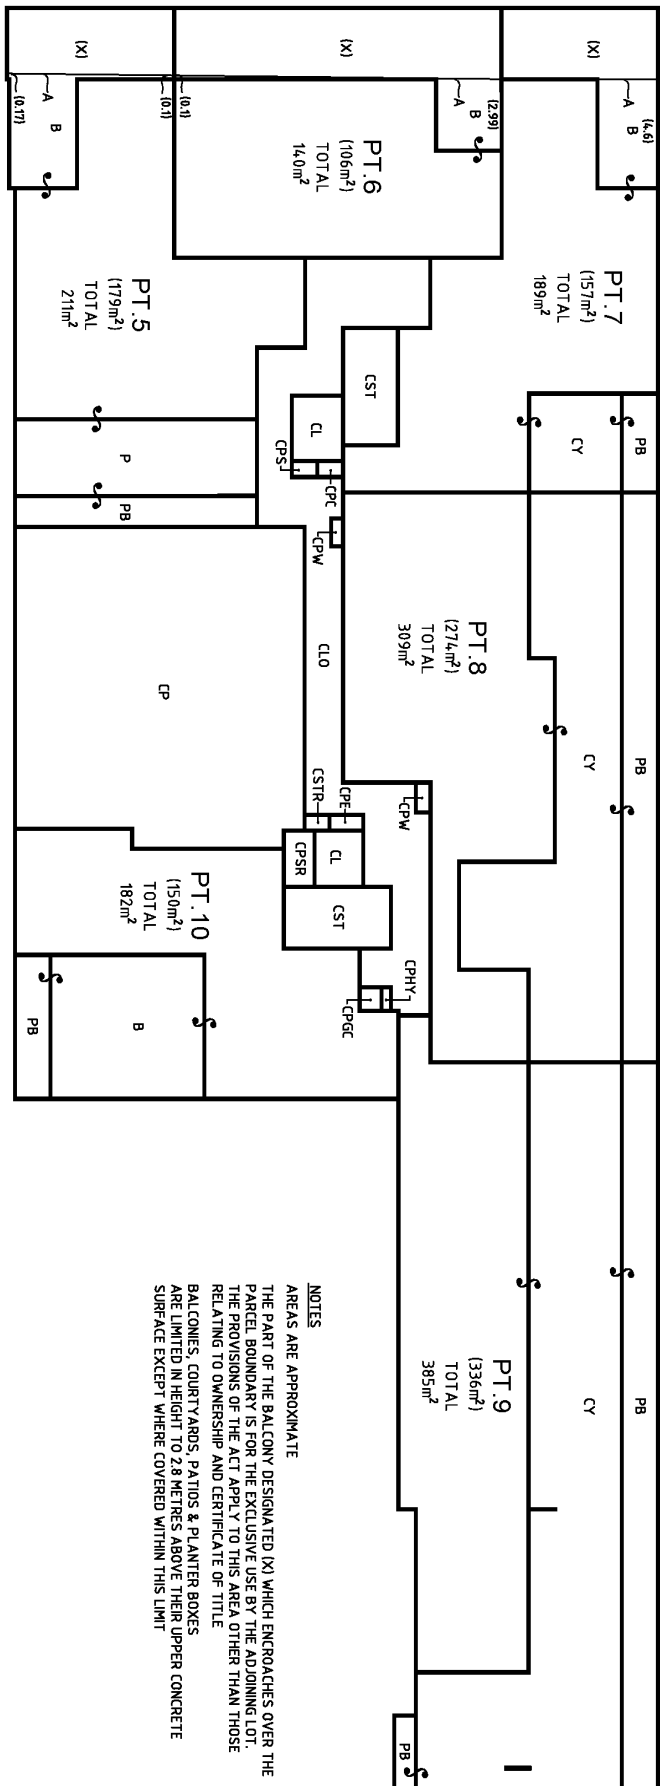 (X)
(X)
(X)
(0.17)
A
B
(0.1)
(0.1)
A
B
(2.99)
A
B
(4.6)
PT.6
(106m²)
TOTAL
140m²
PT.7
(157m²)
TOTAL
189m²
PT.5
(179m²)
TOTAL
211m²
CST
CL
CPS
CPC
CY
PB
P
PB
CPW
CLO
PT.8
(274m²)
TOTAL
309m²
CP
CY
PB
CSTR
CPE
CPW
CPSR
CL
CST
PT.10
(150m²)
TOTAL
182m²
CPHY
CPGC
PB
B
PT.9
(336m²)
TOTAL
385m²
CY
PB
PB
NOTES
AREAS ARE APPROXIMATE
THE PART OF THE BALCONY DESIGNATED (X) WHICH ENCROACHES OVER THE
PARCEL BOUNDARY IS FOR THE EXCLUSIVE USE BY THE ADJOINING LOT.
THE PROVISIONS OF THE ACT APPLY TO THIS AREA OTHER THAN THOSE
RELATING TO OWNERSHIP AND CERTIFICATE OF TITLE
BALCONIES, COURTYARDS, PATIOS & PLANTER BOXES
ARE LIMITED IN HEIGHT TO 2.8 METRES ABOVE THEIR UPPER CONCRETE
SURFACE EXCEPT WHERE COVERED WITHIN THIS LIMIT